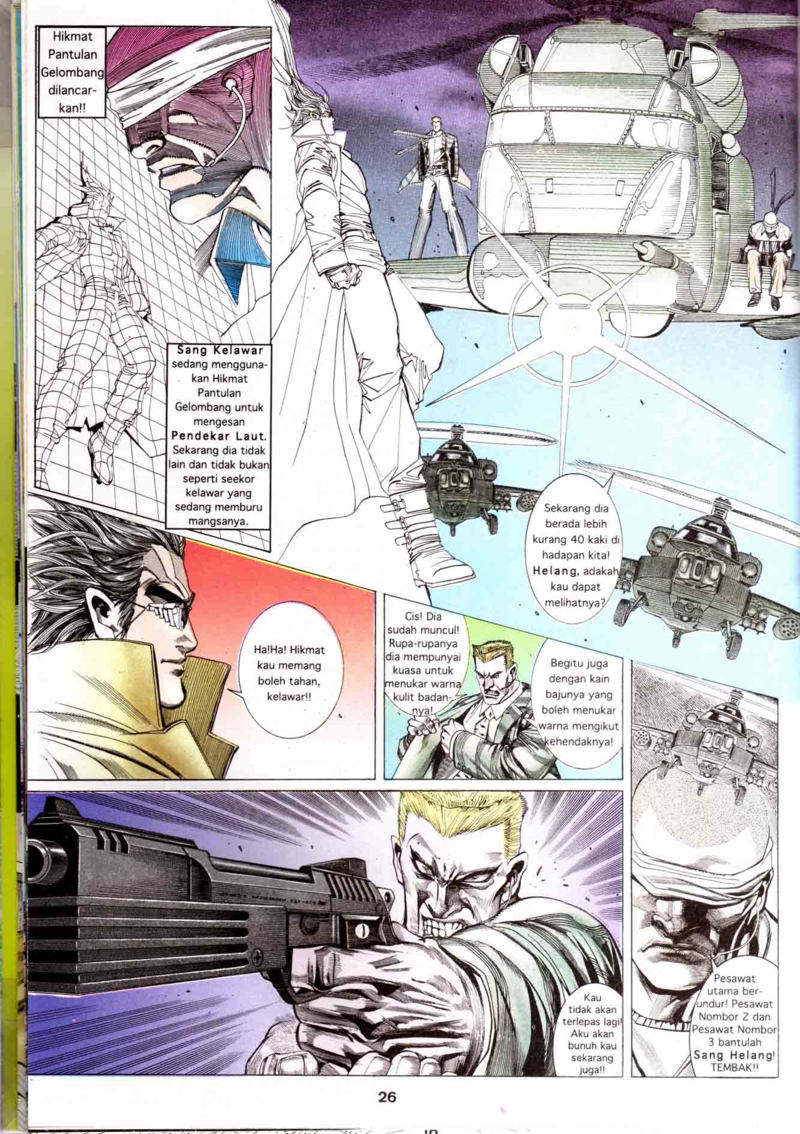 Hikmat
Pantulan
Gelombang
dilancar-
kan!!
Sang Kelawar
sedang mengguna-
kan Hikmat
Pantulan
Gelombang untuk
mengesan
Pendekar Laut.
Sekarang dia tidak
lain dan tidak bukan
seperti seekor
kelawar yang
sedang memburu
mangsanya.
Sekarang dia
berada lebih
kurang 40 kaki di
hadapan kita!
Helang, adakah
kau dapat
melihatnya?
Ha!Ha! Hikmat
kau memang
boleh tahan,
kelawar!!
Cis! Dia
sudah muncul!
Rupa-rupanya
dia mempunyai
kuasa untuk
menukar warna
kulit badan-
nya!
Begitu juga
dengan kain
bajunya yang
boleh menukar
warna mengikut
kehendaknya!
Kau
tidak akan
terlepas lagi!
Aku akan
bunuh kau
sekarang
juga!!
Pesawat
utama ber-
undur! Pesawat
Nombor 2 dan
Pesawat Nombor
3 bantulah
Sang Helang!
TEMBAK!!
26